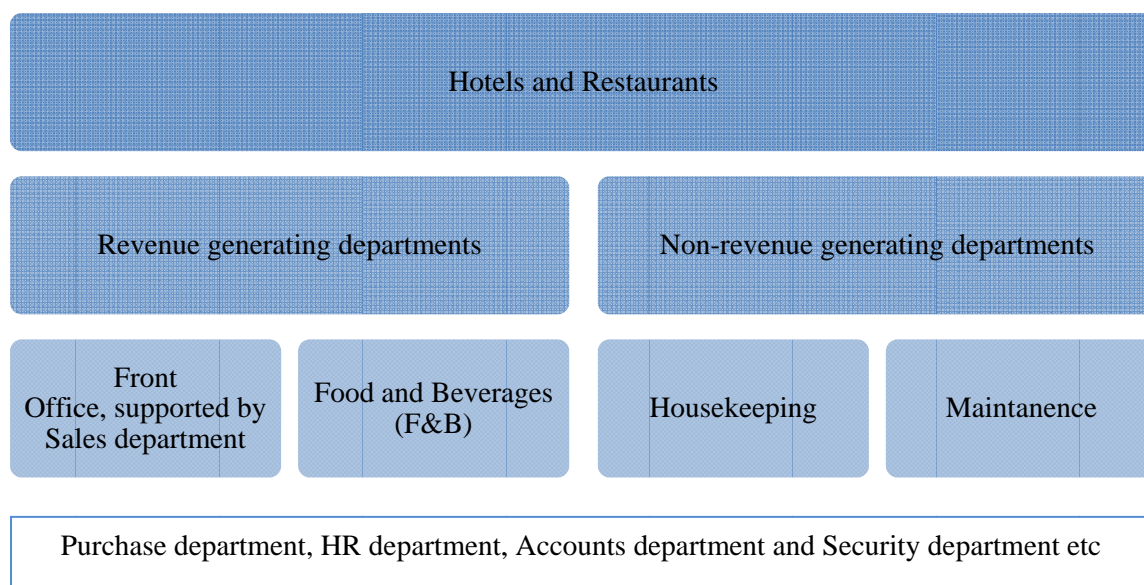 Hotels and Restaurants
Revenue generating departments
Non-revenue generating departments
Front
Office, supported by
Sales department
Food and Beverages
(F&B)
Housekeeping
Maintanence
Purchase department, HR department, Accounts department and Security department etc